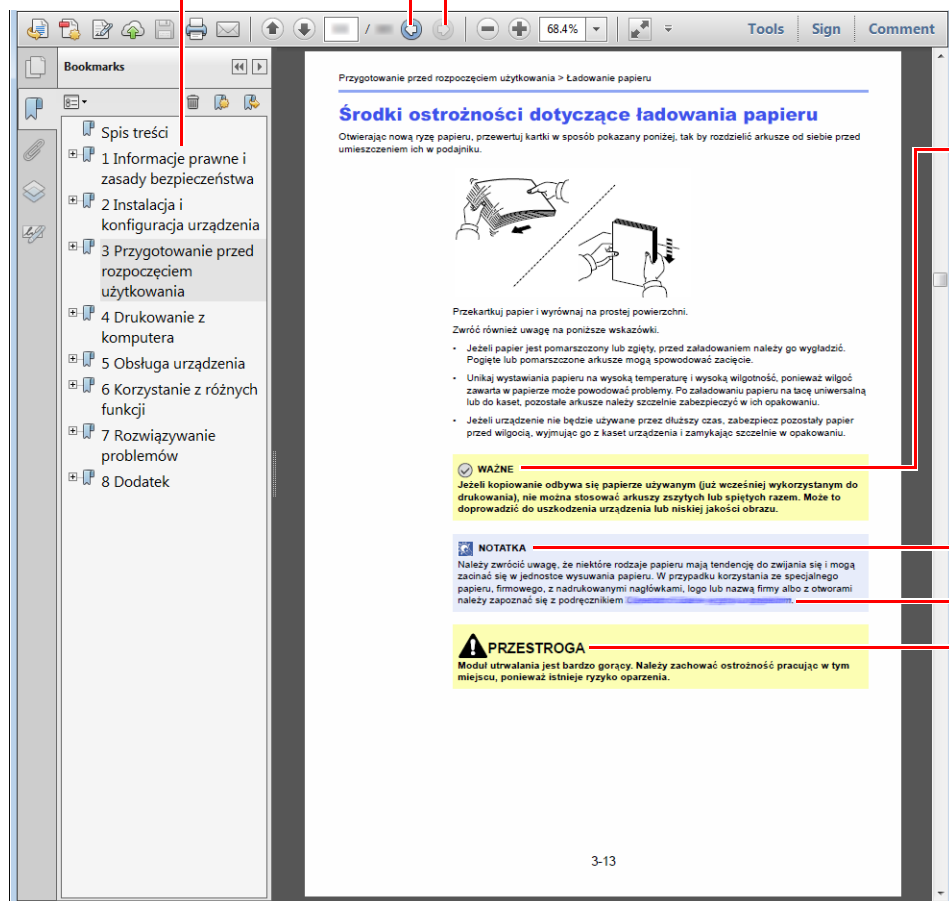 /
68.4%
Tools
Sign
Comment
Bookmarks
Spis treści
1 Informacje prawne i
zasady bezpieczeństwa
2 Instalacja i
konfiguracja urządzenia
3 Przygotowanie przed
rozpoczęciem
użytkowania
4 Drukowanie z
komputera
5 Obsługa urządzenia
6 Korzystanie z różnych
funkcji
7 Rozwiązywanie
problemów
8 Dodatek
Przygotowanie przed rozpoczęciem użytkowania > Ładowanie papieru
Środki ostrożności dotyczące ładowania papieru
Otwierając nową ryzę papieru, przewertuj kartki w sposób pokazany poniżej, tak by rozdzielić arkusze od siebie przed
umieszczeniem ich w podajniku.
Przekartkuj papier i wyrównaj na prostej powierzchni.
Zwróć również uwagę na poniższe wskazówki.
• Jeżeli papier jest pomarszczony lub zgięty, przed załadowaniem należy go wygładzić.
Pogięte lub pomarszczone arkusze mogą spowodować zacięcie.
• Unikaj wystawiania papieru na wysoką temperaturę i wysoką wilgotność, ponieważ wilgoć
zawarta w papierze może powodować problemy. Po załadowaniu papieru na tacę uniwersalną
lub do kaset, pozostałe arkusze należy szczelnie zabezpieczyć w ich opakowaniu.
• Jeżeli urządzenie nie będzie używane przez dłuższy czas, zabezpiecz pozostały papier
przed wilgocią, wyjmując go z kaset urządzenia i zamykając szczelnie w opakowaniu.
WAŻNE
Jeżeli kopiowanie odbywa się papierze używanym (już wcześniej wykorzystanym do
drukowania), nie można stosować arkuszy zszytych lub spiętych razem. Może to
doprowadzić do uszkodzenia urządzenia lub niskiej jakości obrazu.
NOTATKA
Należy zwrócić uwagę, że niektóre rodzaje papieru mają tendencję do zwijania się i mogą
zacinać się w jednostce wysuwania papieru. W przypadku korzystania ze specjalnego
papieru, firmowego, z nadrukowanymi nagłówkami, logo lub nazwą firmy albo z otworami
należy zapoznać się z podręcznikiem
PRZESTROGA
Moduł utrwalania jest bardzo gorący. Należy zachować ostrożność pracując w tym
miejscu, ponieważ istnieje ryzyko oparzenia.
3-13